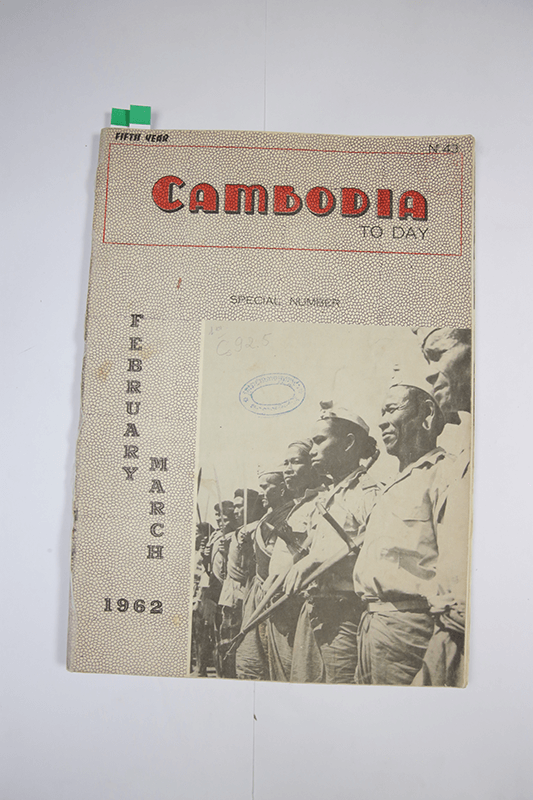 FIFTH YEAR
N° 43
CAMBODIA
TO DAY
SPECIAL NUMBER
FEBRUARY
MARCH
1962